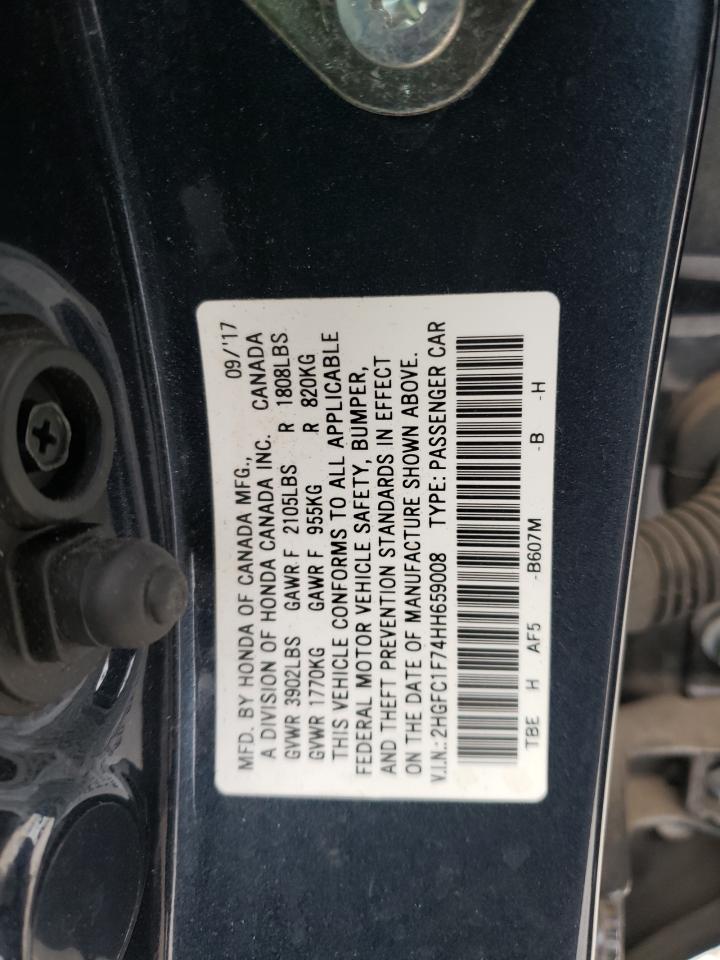 MFD. BY HONDA OF CANADA MFG., 09/'17
A DIVISION OF HONDA CANADA INC. CANADA
GVWR 3902LBS GAWR F 2105LBS R 1808LBS
GVWR 1770KG GAWR F 955KG R 820KG
THIS VEHICLE CONFORMS TO ALL APPLICABLE
FEDERAL MOTOR VEHICLE SAFETY, BUMPER,
AND THEFT PREVENTION STANDARDS IN EFFECT
ON THE DATE OF MANUFACTURE SHOWN ABOVE.
V.I.N.: 2HGFC1F74HH659008 TYPE: PASSENGER CAR
TBE H AF5 -B607M -B -H